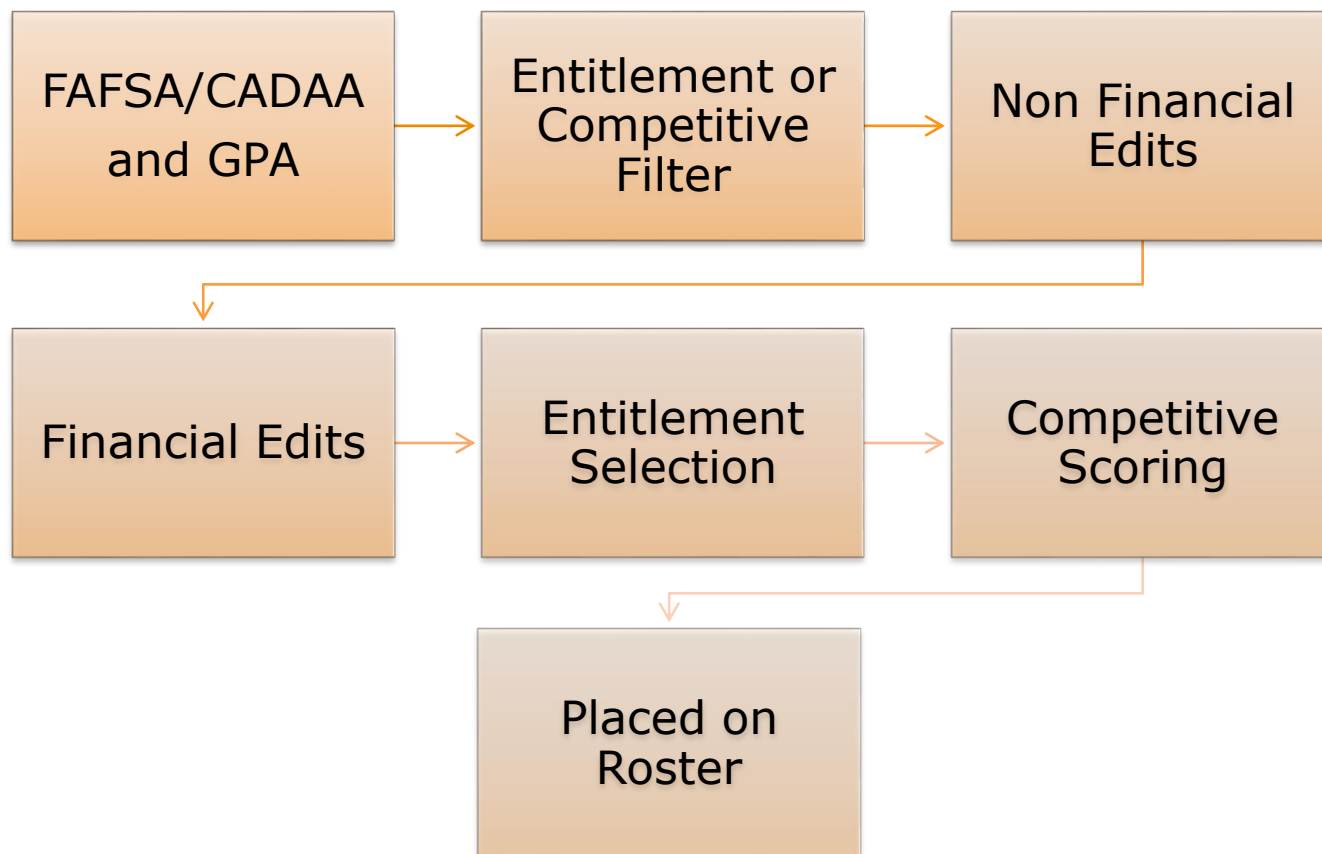 FAFSA/CADAA
and GPA
Entitlement or
Competitive
Filter
Non Financial
Edits
Financial Edits
Entitlement
Selection
Competitive
Scoring
Placed on
Roster